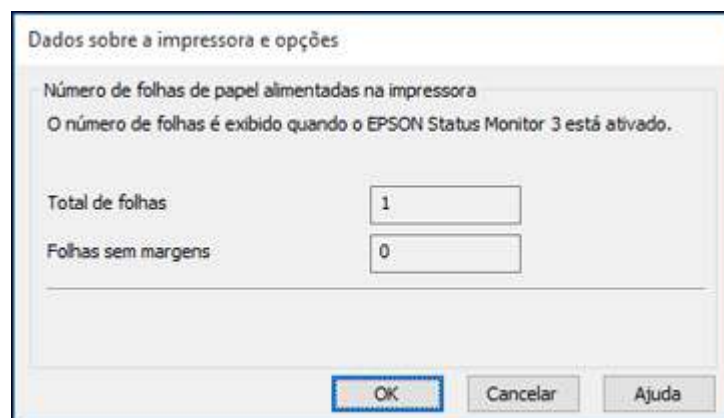 Dados sobre a impressora e opções
Número de folhas de papel alimentadas na impressora
O número de folhas é exibido quando o EPSON Status Monitor 3 está ativado.
Total de folhas 1
Folhas sem margens 0
OK Cancelar Ajuda